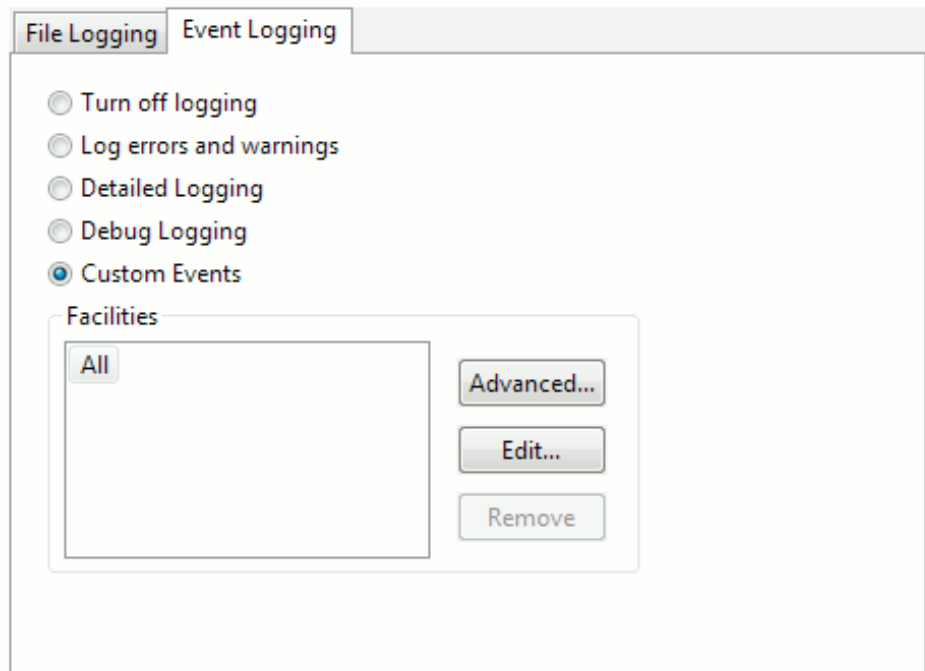 File Logging
Event Logging
Turn off logging
Log errors and warnings
Detailed Logging
Debug Logging
Custom Events
Facilities
All
Advanced...
Edit...
Remove